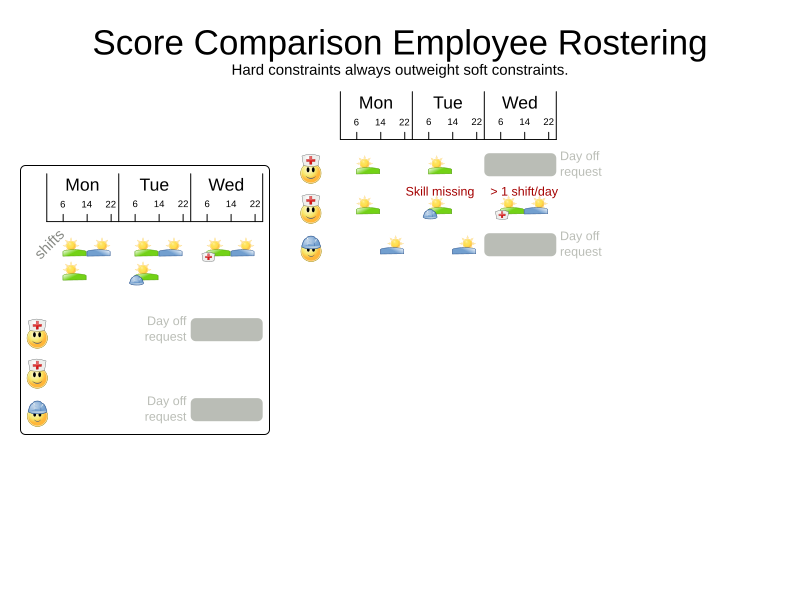 Score Comparison Employee Rostering
Hard constraints always outweight soft constraints.
Mon Tue Wed
6 14 22 6 14 22 6 14 22
Day off
request
Skill missing > 1 shift/day
Day off
request
Mon Tue Wed
6 14 22 6 14 22 6 14 22
shifts
Day off
request
Day off
request